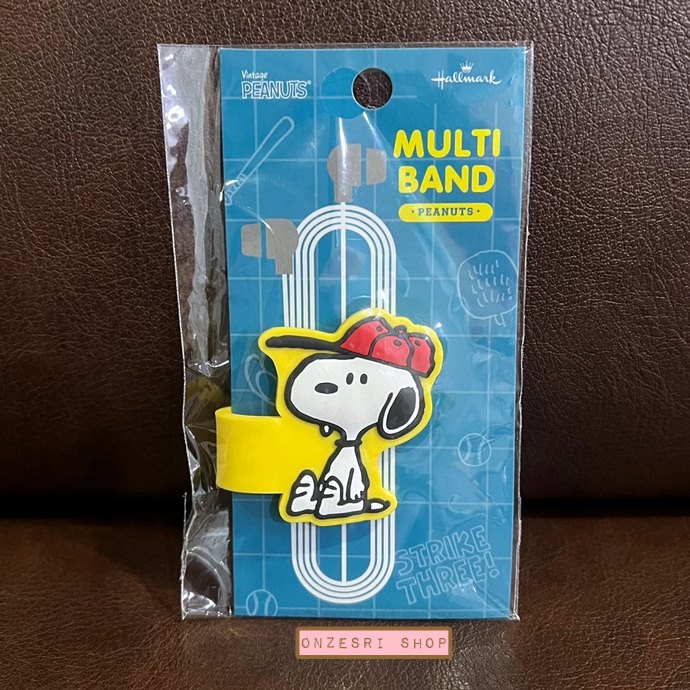 Vintage
PEANUTS®
Hallmark
MULTI
BAND
• PEANUTS •
STRIKE
THREE!
ONZESRI SHOP